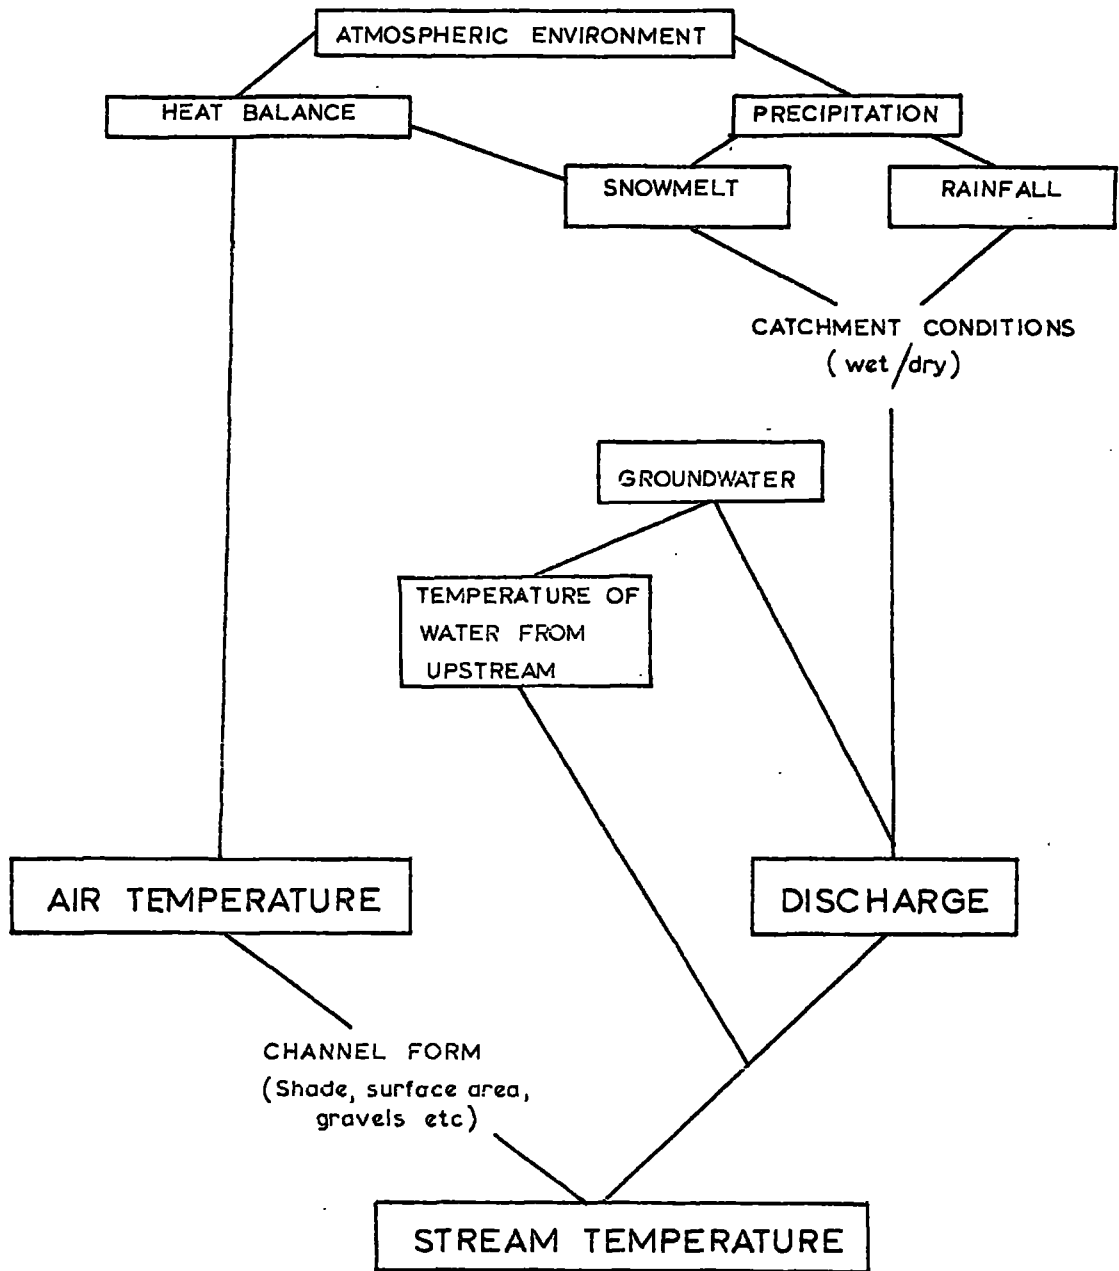 ATMOSPHERIC ENVIRONMENT
HEAT BALANCE
PRECIPITATION
SNOWMELT
RAINFALL
CATCHMENT CONDITIONS
(wet/dry)
GROUNDWATER
TEMPERATURE OF
WATER FROM
UPSTREAM
AIR TEMPERATURE
DISCHARGE
CHANNEL FORM
(Shade, surface area,
gravels etc)
STREAM TEMPERATURE